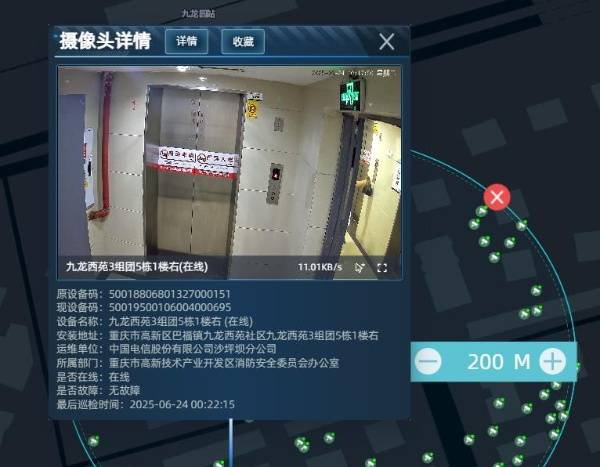 九龙园站
摄像头详情
详情
收藏
九龙西苑3组团5栋1楼右(在线)
11.01KB/s
原设备码：50018806801327000151
现设备码：50019500106004000695
设备名称：九龙西苑3组团5栋1楼右 (在线)
安装地址：重庆市高新区巴福镇九龙西苑社区九龙西苑3组团5栋1楼右
运维单位：中国电信股份有限公司沙坪坝分公司
所属部门：重庆市高新技术产业开发区消防安全委员会办公室
是否在线：在线
是否故障：无故障
最后巡检时间：2025-06-24 00:22:15
200 M